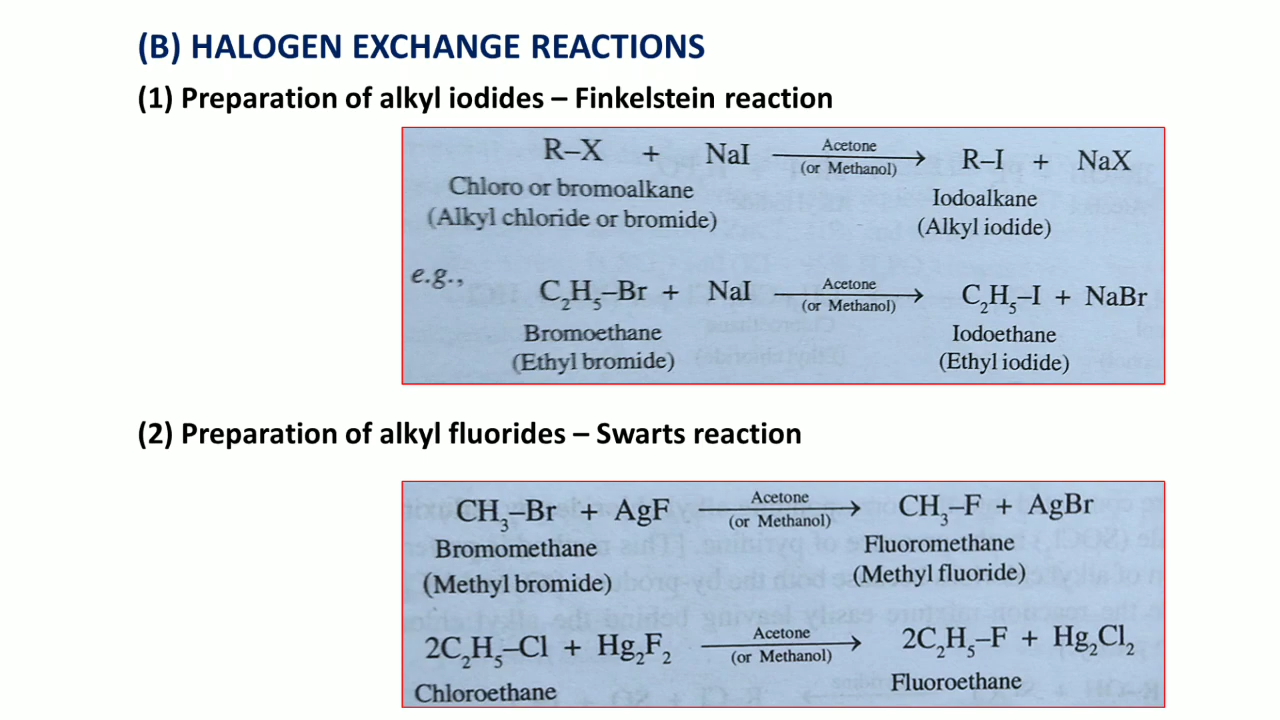 (B) HALOGEN EXCHANGE REACTIONS
(1) Preparation of alkyl iodides – Finkelstein reaction
R–X + NaI Acetone (or Methanol) → R–I + NaX
Chloro or bromoalkane Iodoalkane
(Alkyl chloride or bromide) (Alkyl iodide)
e.g., C₂H₅–Br + NaI Acetone (or Methanol) → C₂H₅–I + NaBr
Bromoethane Iodoethane
(Ethyl bromide) (Ethyl iodide)
(2) Preparation of alkyl fluorides – Swarts reaction
CH₃–Br + AgF Acetone (or Methanol) → CH₃–F + AgBr
Bromomethane Fluoromethane
(Methyl bromide) (Methyl fluoride)
2C₂H₅–Cl + Hg₂F₂ Acetone (or Methanol) → 2C₂H₅–F + Hg₂Cl₂
Chloroethane Fluoroethane